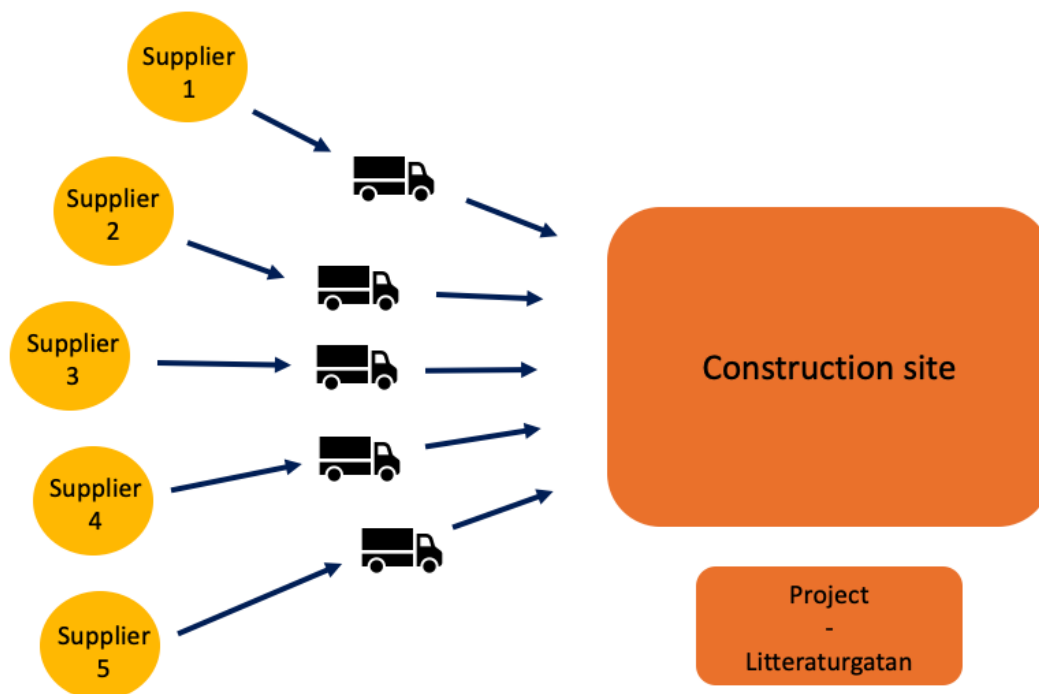 Supplier
1
Supplier
2
Supplier
3
Supplier
4
Supplier
5
Construction site
Project
-
Litteraturgatan